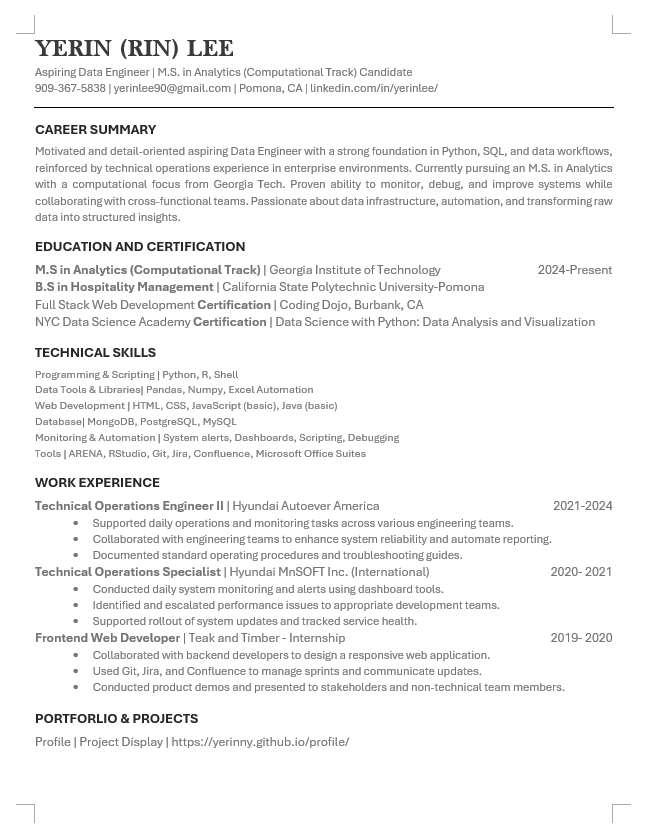 YERIN (RIN) LEE
Aspiring Data Engineer | M.S. in Analytics (Computational Track) Candidate
909-367-5838 | yerinlee90@gmail.com | Pomona, CA | linkedin.com/in/yerinlee/
CAREER SUMMARY
Motivated and detail-oriented aspiring Data Engineer with a strong foundation in Python, SQL, and data workflows,
reinforced by technical operations experience in enterprise environments. Currently pursuing an M.S. in Analytics
with a computational focus from Georgia Tech. Proven ability to monitor, debug, and improve systems while
collaborating with cross-functional teams. Passionate about data infrastructure, automation, and transforming raw
data into structured insights.
EDUCATION AND CERTIFICATION
M.S in Analytics (Computational Track) | Georgia Institute of Technology 2024-Present
B.S in Hospitality Management | California State Polytechnic University-Pomona
Full Stack Web Development Certification | Coding Dojo, Burbank, CA
NYC Data Science Academy Certification | Data Science with Python: Data Analysis and Visualization
TECHNICAL SKILLS
Programming & Scripting | Python, R, Shell
Data Tools & Libraries| Pandas, Numpy, Excel Automation
Web Development | HTML, CSS, JavaScript (basic), Java (basic)
Database| MongoDB, PostgreSQL, MySQL
Monitoring & Automation | System alerts, Dashboards, Scripting, Debugging
Tools | ARENA, RStudio, Git, Jira, Confluence, Microsoft Office Suites
WORK EXPERIENCE
Technical Operations Engineer II | Hyundai Autoever America 2021-2024
• Supported daily operations and monitoring tasks across various engineering teams.
• Collaborated with engineering teams to enhance system reliability and automate reporting.
• Documented standard operating procedures and troubleshooting guides.
Technical Operations Specialist | Hyundai MnSOFT Inc. (International) 2020- 2021
• Conducted daily system monitoring and alerts using dashboard tools.
• Identified and escalated performance issues to appropriate development teams.
• Supported rollout of system updates and tracked service health.
Frontend Web Developer | Teak and Timber - Internship 2019- 2020
• Collaborated with backend developers to design a responsive web application.
• Used Git, Jira, and Confluence to manage sprints and communicate updates.
• Conducted product demos and presented to stakeholders and non-technical team members.
PORTFORLIO & PROJECTS
Profile | Project Display | https://yerinny.github.io/profile/